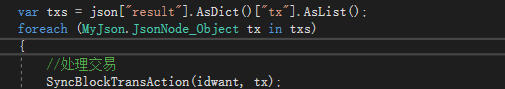 var txs = json["result"].AsDict()["tx"].AsList();
foreach (MyJson.JsonNode_Object tx in txs)
{
//处理交易
SyncBlockTransAction(idwant, tx);